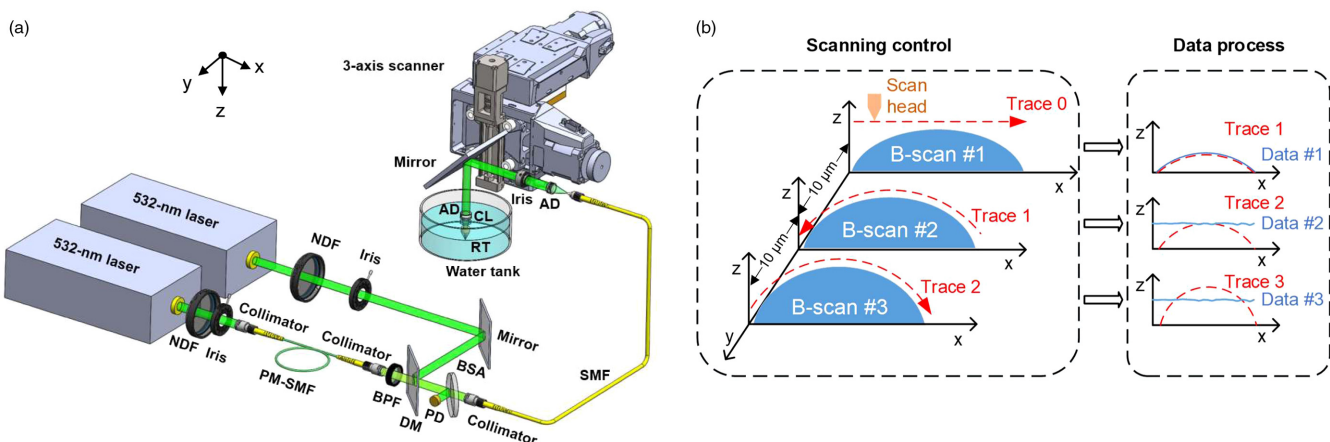 (a)
y
x
z
3-axis scanner
Mirror
Iris
AD
AD
CL
RT
Water tank
532-nm laser
532-nm laser
NDF
Iris
NDF
Iris
Collimator
PM-SMF
Collimator
BPF
DM
PD
BSA
Mirror
Collimator
SMF
(b)
Scanning control
Data process
Scan
head
Trace 0
z
B-scan #1
x
10 µm
z
B-scan #2
Trace 1
x
10 µm
z
B-scan #3
Trace 2
x
y
z
Trace 1
Data #1
x
z
Trace 2
Data #2
x
z
Trace 3
Data #3
x